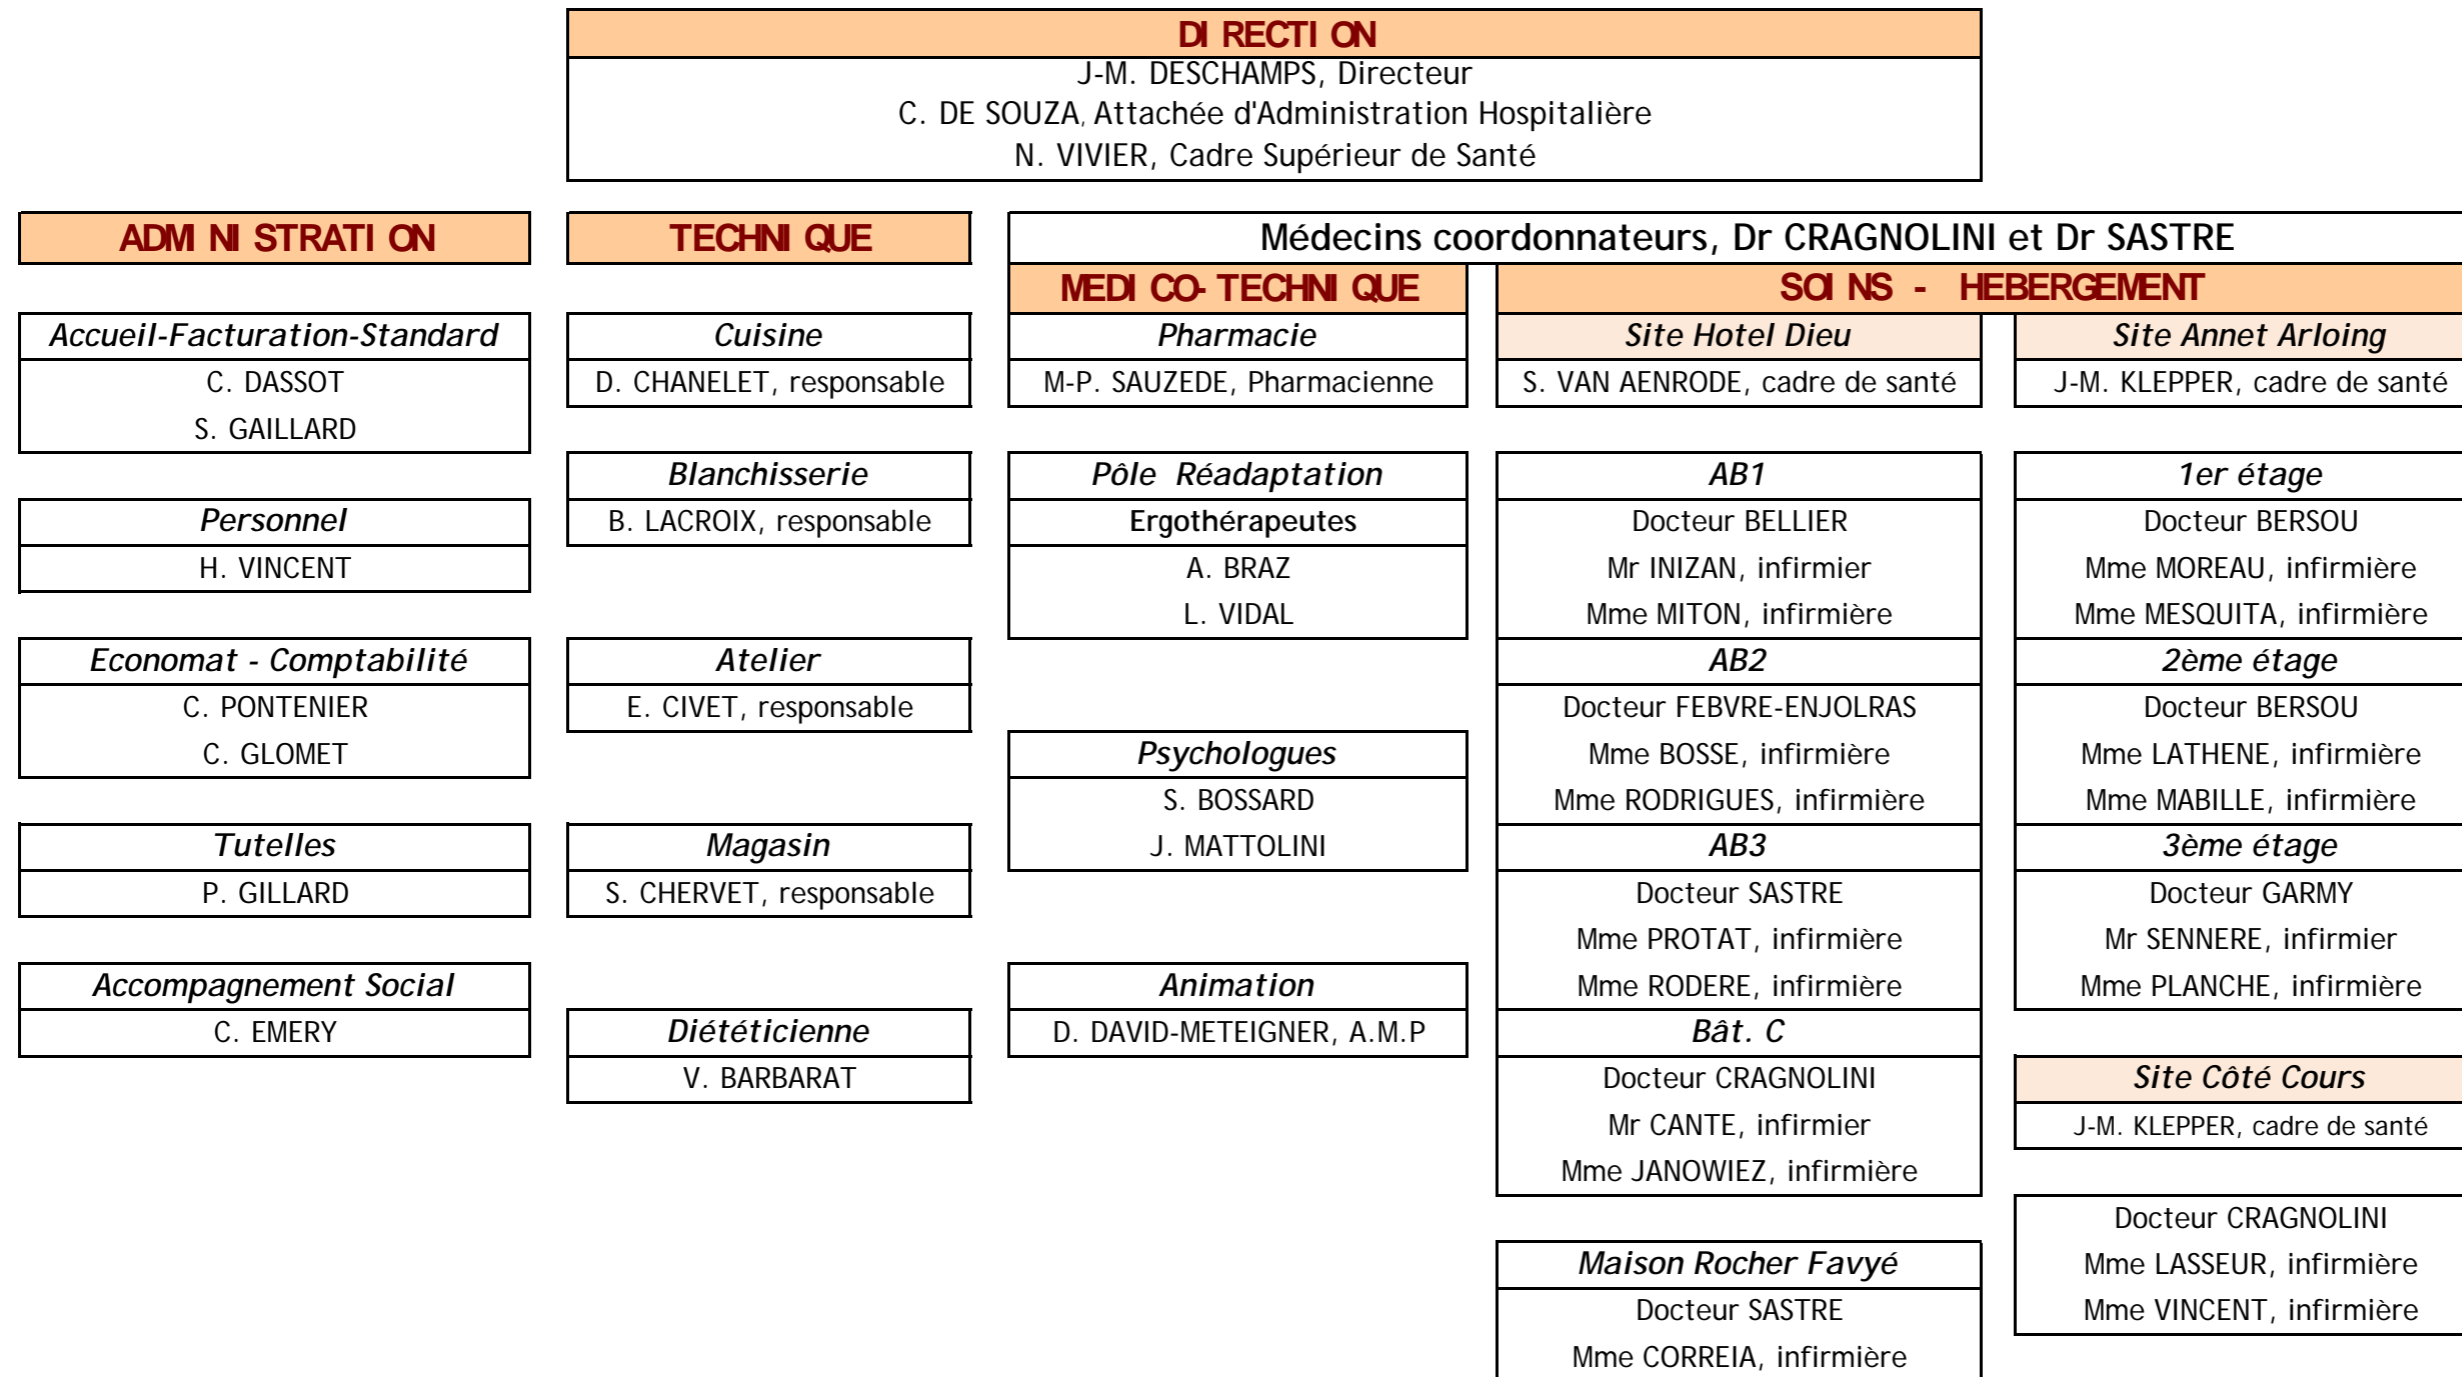 DIRECTION
J-M. DESCHAMPS, Directeur
C. DE SOUZA, Attachée d'Administration Hospitalière
N. VIVIER, Cadre Supérieur de Santé
ADMINISTRATION
Accueil-Facturation-Standard
C. DASSOT
S. GAILLARD
Personnel
H. VINCENT
Economat - Comptabilité
C. PONTENIER
C. GLOMET
Tutelles
P. GILLARD
Accompagnement Social
C. EMERY
TECHNIQUE
Cuisine
D. CHANELET, responsable
Blanchisserie
B. LACROIX, responsable
Atelier
E. CIVET, responsable
Magasin
S. CHERVET, responsable
Diététicienne
V. BARBARAT
Médecins coordonnateurs, Dr CRAGNOLINI et Dr SASTRE
MEDICO-TECHNIQUE
Pharmacie
M-P. SAUZEDE, Pharmacienne
Pôle Réadaptation
Ergothérapeutes
A. BRAZ
L. VIDAL
Psychologues
S. BOSSARD
J. MATTOLINI
Animation
D. DAVID-METEIGNER, A.M.P
SOINS - HEBERGEMENT
Site Hotel Dieu
S. VAN AENRODE, cadre de santé
AB1
Docteur BELLIER
Mr INIZAN, infirmier
Mme MITON, infirmière
AB2
Docteur FEBVRE-ENJOLRAS
Mme BOSSE, infirmière
Mme RODRIGUES, infirmière
AB3
Docteur SASTRE
Mme PROTAT, infirmière
Mme RODERE, infirmière
Bât. C
Docteur CRAGNOLINI
Mr CANTE, infirmier
Mme JANOWIEZ, infirmière
Maison Rocher Favyé
Docteur SASTRE
Mme CORREIA, infirmière
Site Annet Arloing
J-M. KLEPPER, cadre de santé
1er étage
Docteur BERSOU
Mme MOREAU, infirmière
Mme MESQUITA, infirmière
2ème étage
Docteur BERSOU
Mme LATHENE, infirmière
Mme MABILLE, infirmière
3ème étage
Docteur GARMY
Mr SENNERE, infirmier
Mme PLANCHE, infirmière
Site Côté Cours
J-M. KLEPPER, cadre de santé
Docteur CRAGNOLINI
Mme LASSEUR, infirmière
Mme VINCENT, infirmière